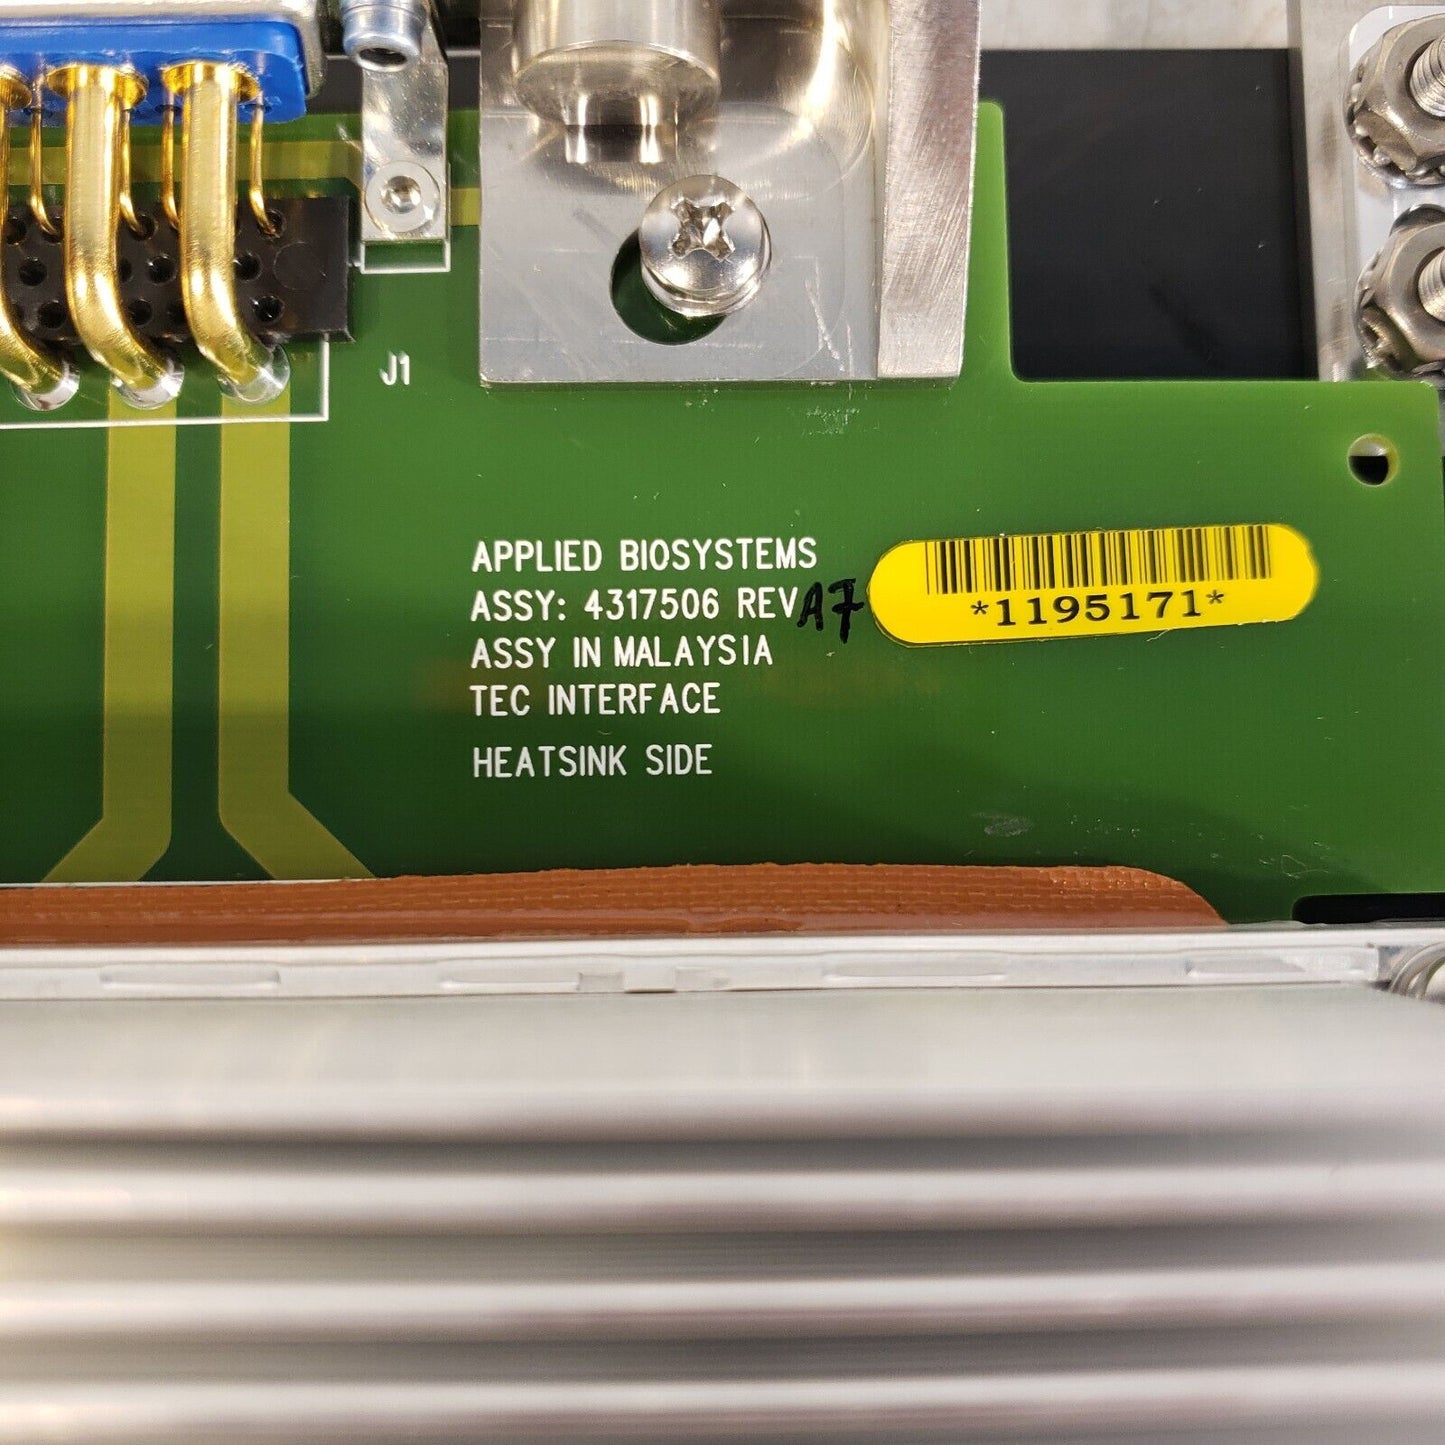 J1
APPLIED BIOSYSTEMS
ASSY: 4317506 REV A7
ASSY IN MALAYSIA
TEC INTERFACE
HEATSINK SIDE
*1195171*